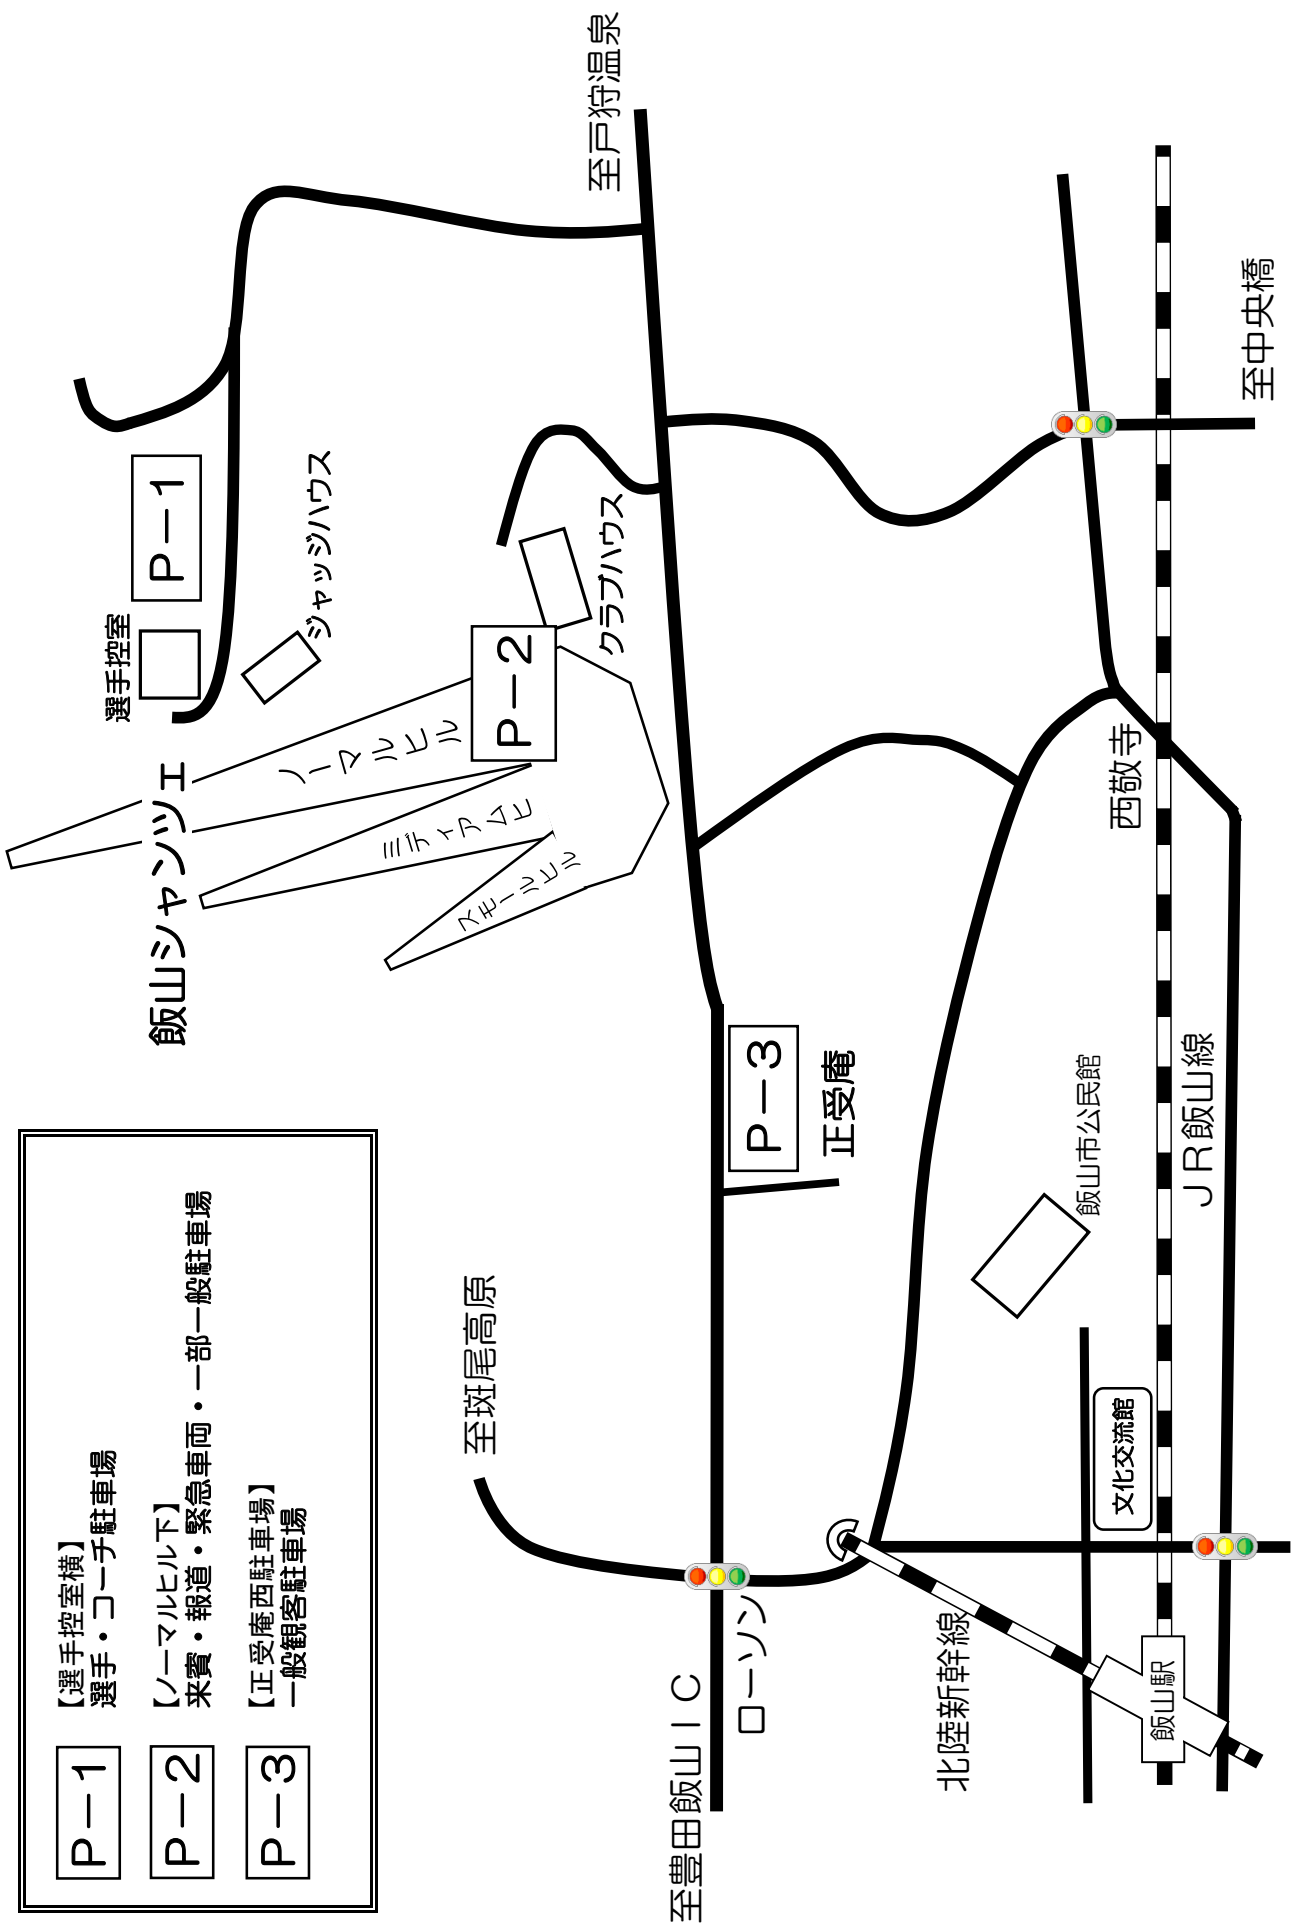 【選手控室横】
Ｐ－１
選手・コーチ駐車場
【ノーマルヒル下】
Ｐ－２
来賓・報道・緊急車両・一部一般駐車場
【正受庵西駐車場】
Ｐ－３
一般観客駐車場
飯山シャンツェ
選手控室
Ｐ－１
ジャッジハウス
ノーマルヒル
ミディアムヒル
スモールヒル
Ｐ－２
クラブハウス
至戸狩温泉
至斑尾高原
至豊田飯山ＩＣ
ローソン
Ｐ－３
正受庵
北陸新幹線
飯山市公民館
西敬寺
文化交流館
飯山駅
ＪＲ飯山線
至中央橋